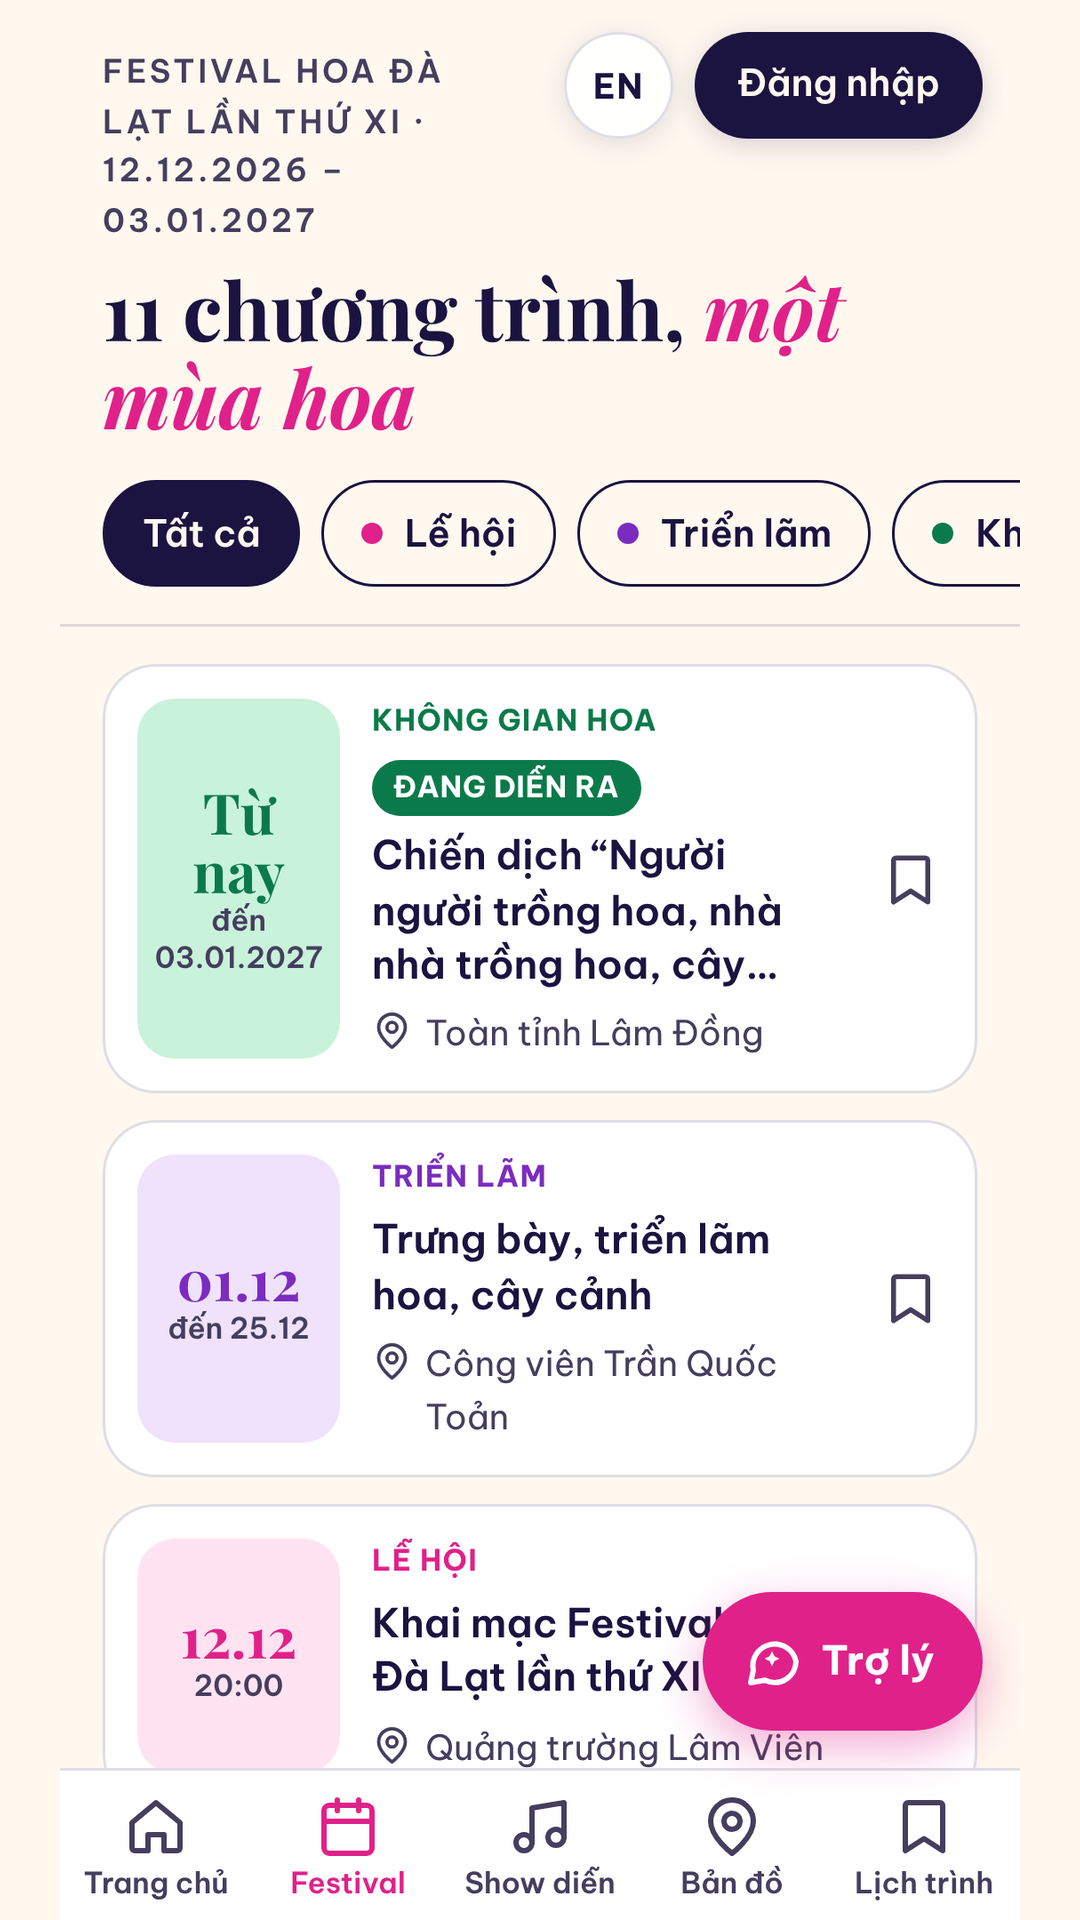 FESTIVAL HOA ĐÀ
LẠT LẦN THỨ XI ·
12.12.2026 –
03.01.2027
EN
Đăng nhập
11 chương trình, một
mùa hoa
Tất cả
Lễ hội
Triển lãm
Kh
Từ
nay
đến
03.01.2027
KHÔNG GIAN HOA
ĐANG DIỄN RA
Chiến dịch “Người
người trồng hoa, nhà
nhà trồng hoa, cây...
Toàn tỉnh Lâm Đồng
01.12
đến 25.12
TRIỂN LÃM
Trưng bày, triển lãm
hoa, cây cảnh
Công viên Trần Quốc
Toản
12.12
20:00
LỄ HỘI
Khai mạc Festival
Đà Lạt lần thứ XI
Quảng trường Lâm Viên
Trợ lý
Trang chủ
Festival
Show diễn
Bản đồ
Lịch trình